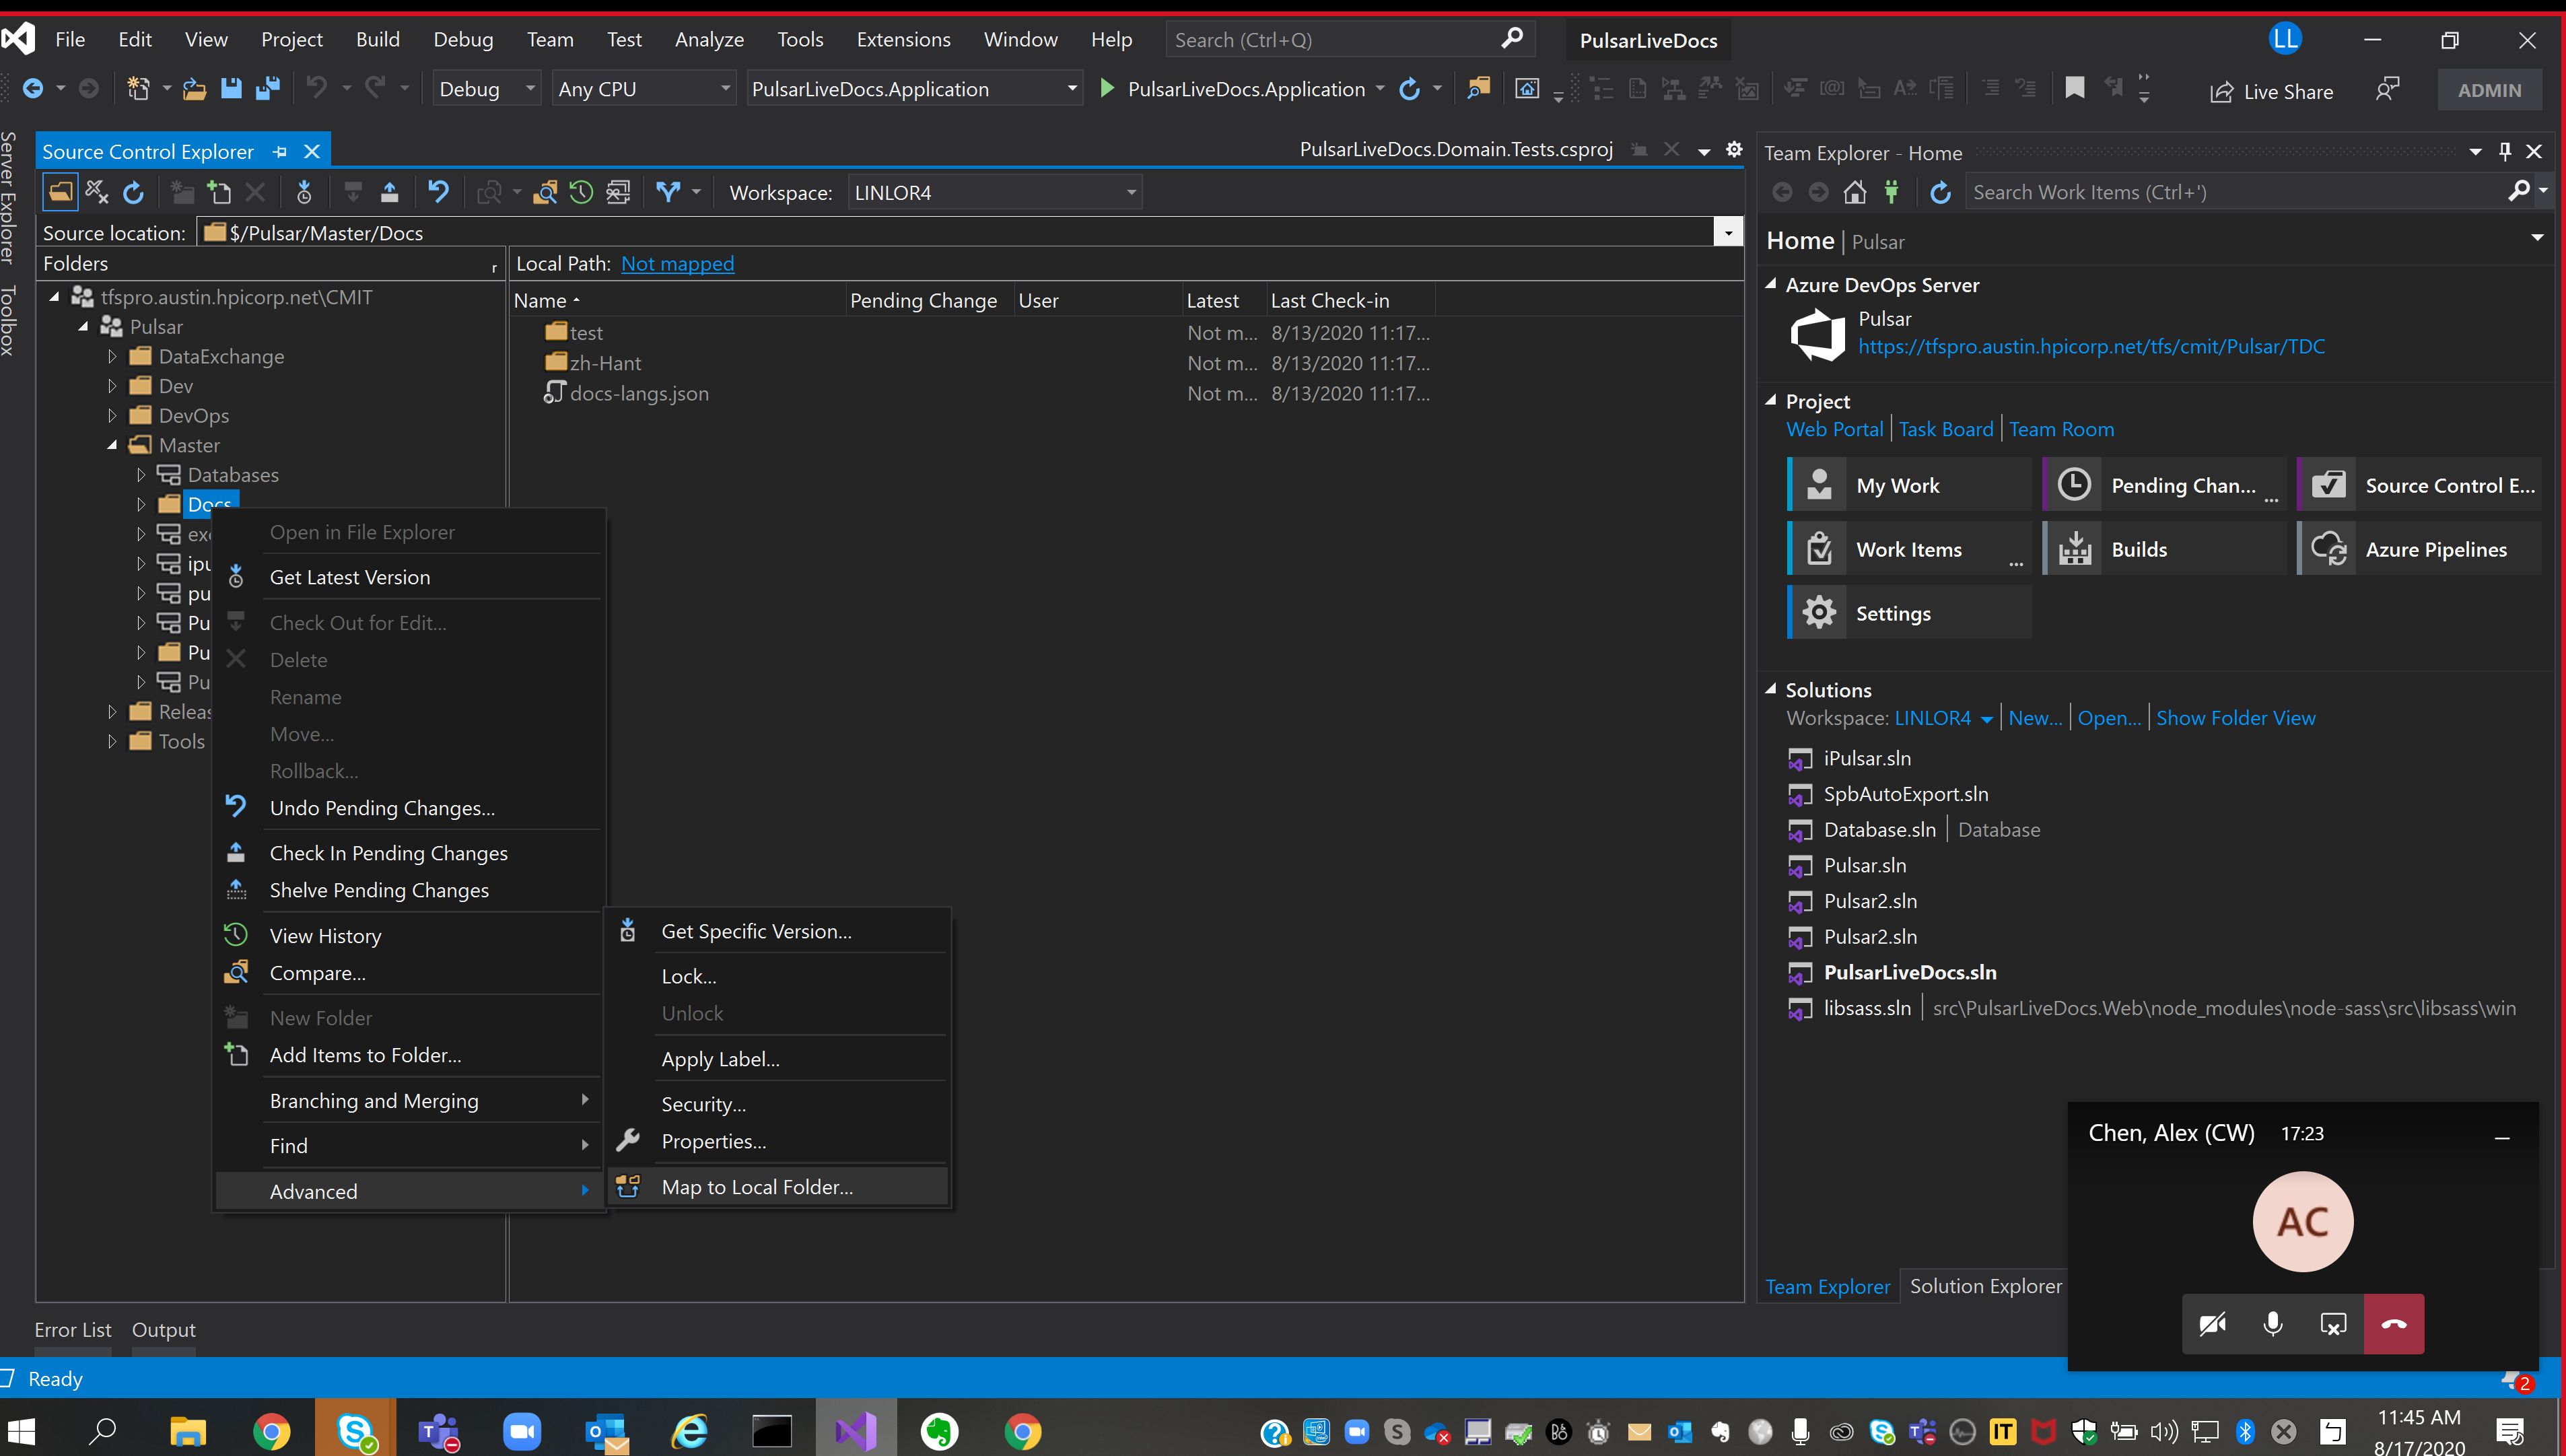 File Edit View Project Build Debug Team Test Analyze Tools Extensions Window Help Search (Ctrl+Q) PulsarLiveDocs LL
Debug Any CPU PulsarLiveDocs.Application PulsarLiveDocs.Application Live Share ADMIN
Server Explorer
Toolbox
Source Control Explorer PulsarLiveDocs.Domain.Tests.csproj
Workspace: LINLOR4
Source location: $/Pulsar/Master/Docs
Folders
Local Path: Not mapped
tfspro.austin.hpicorp.net\CMIT
Pulsar
DataExchange
Dev
DevOps
Master
Databases
Docs
exc
ipu
pu
Pu
Pu
Pu
Releas
Tools
Name Pending Change User Latest Last Check-in
test Not m... 8/13/2020 11:17...
zh-Hant Not m... 8/13/2020 11:17...
docs-langs.json Not m... 8/13/2020 11:17...
Open in File Explorer
Get Latest Version
Check Out for Edit...
Delete
Rename
Move...
Rollback...
Undo Pending Changes...
Check In Pending Changes
Shelve Pending Changes
View History
Compare...
New Folder
Add Items to Folder...
Branching and Merging
Find
Advanced
Get Specific Version...
Lock...
Unlock
Apply Label...
Security...
Properties...
Map to Local Folder...
Team Explorer - Home
Search Work Items (Ctrl+')
Home | Pulsar
Azure DevOps Server
Pulsar
https://tfspro.austin.hpicorp.net/tfs/cmit/Pulsar/TDC
Project
Web Portal | Task Board | Team Room
My Work Pending Chan... ... Source Control E...
Work Items ... Builds Azure Pipelines
Settings
Solutions
Workspace: LINLOR4 | New... | Open... | Show Folder View
iPulsar.sln
SpbAutoExport.sln
Database.sln | Database
Pulsar.sln
Pulsar2.sln
Pulsar2.sln
PulsarLiveDocs.sln
libsass.sln | src\PulsarLiveDocs.Web\node_modules\node-sass\src\libsass\win
Chen, Alex (CW) 17:23
AC
Team Explorer Solution Explorer
Error List Output
Ready 2
11:45 AM
8/17/2020